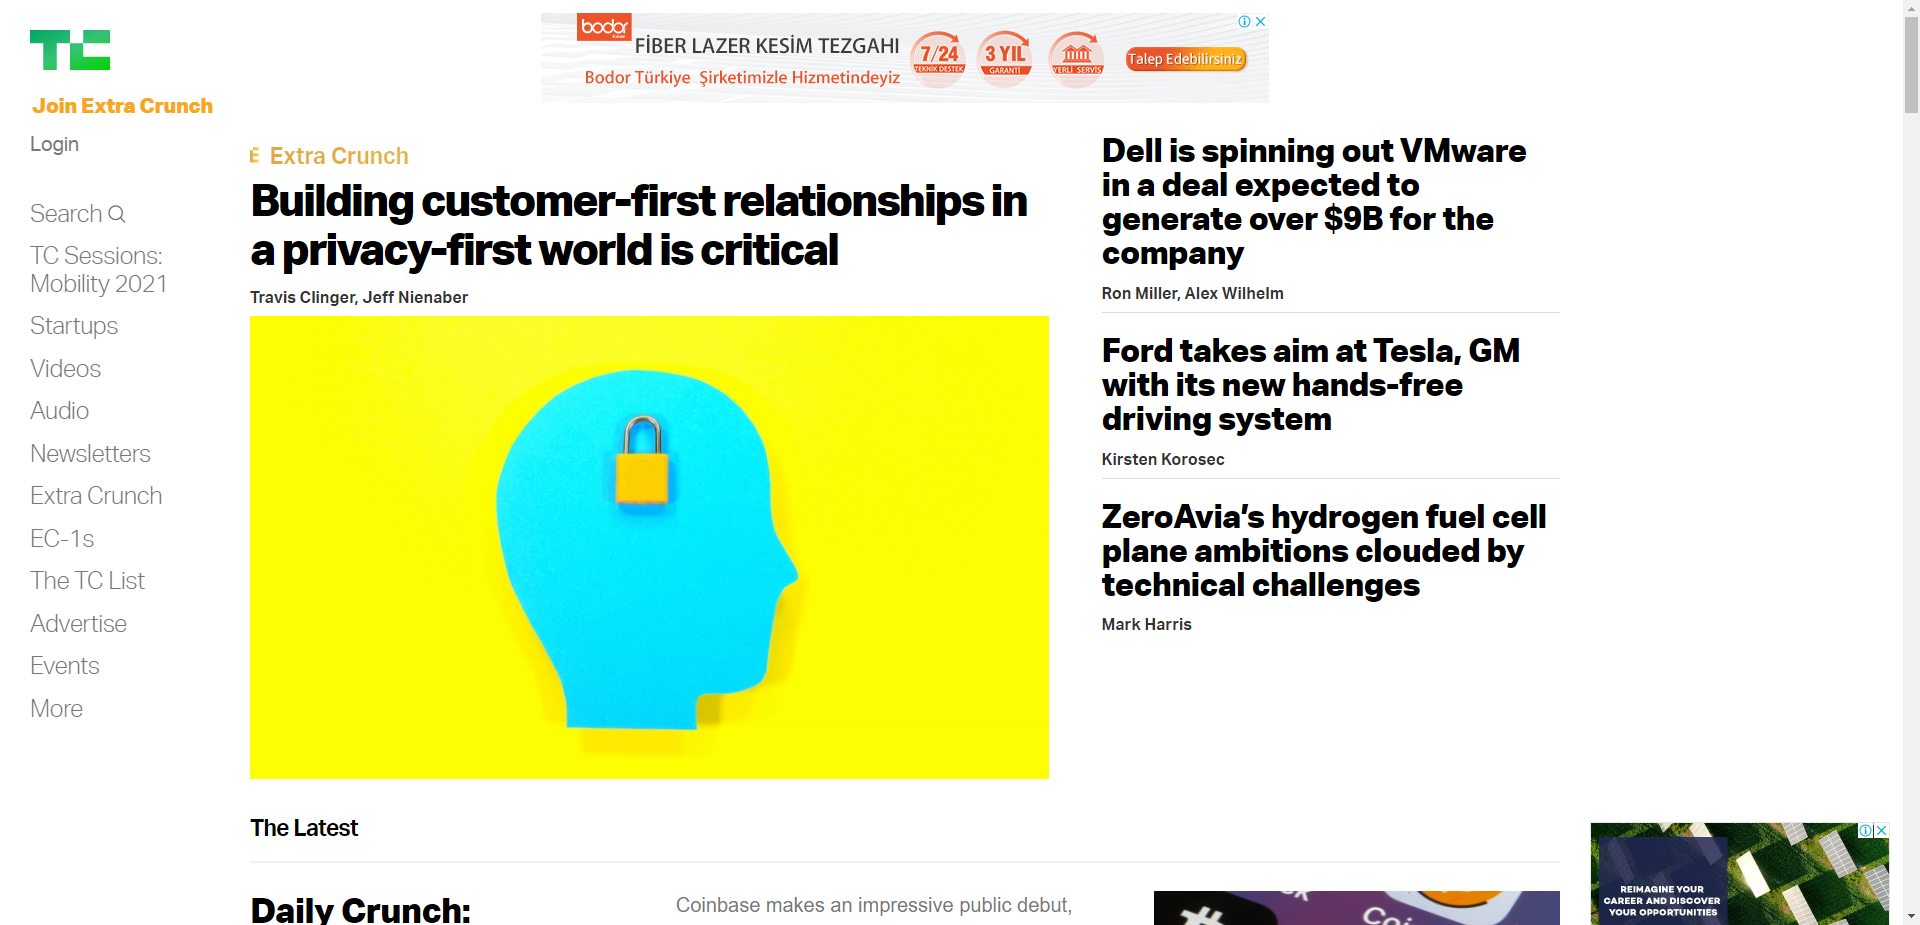 TC
Join Extra Crunch
Login
Search
TC Sessions:
Mobility 2021
Startups
Videos
Audio
Newsletters
Extra Crunch
EC-1s
The TC List
Advertise
Events
More
bodor
FİBER LAZER KESİM TEZGAHI
Bodor Türkiye Şirketimizle Hizmetindeyiz
7/24
TEKNİK DESTEK
3 YIL
GARANTİ
YERLİ SERVİS
Talep Edebilirsiniz
Extra Crunch
Building customer-first relationships in
a privacy-first world is critical
Travis Clinger, Jeff Nienaber
Dell is spinning out VMware
in a deal expected to
generate over $9B for the
company
Ron Miller, Alex Wilhelm
Ford takes aim at Tesla, GM
with its new hands-free
driving system
Kirsten Korosec
ZeroAvia’s hydrogen fuel cell
plane ambitions clouded by
technical challenges
Mark Harris
The Latest
Daily Crunch:
Coinbase makes an impressive public debut,
REIMAGINE YOUR
CAREER AND DISCOVER
YOUR OPPORTUNITIES